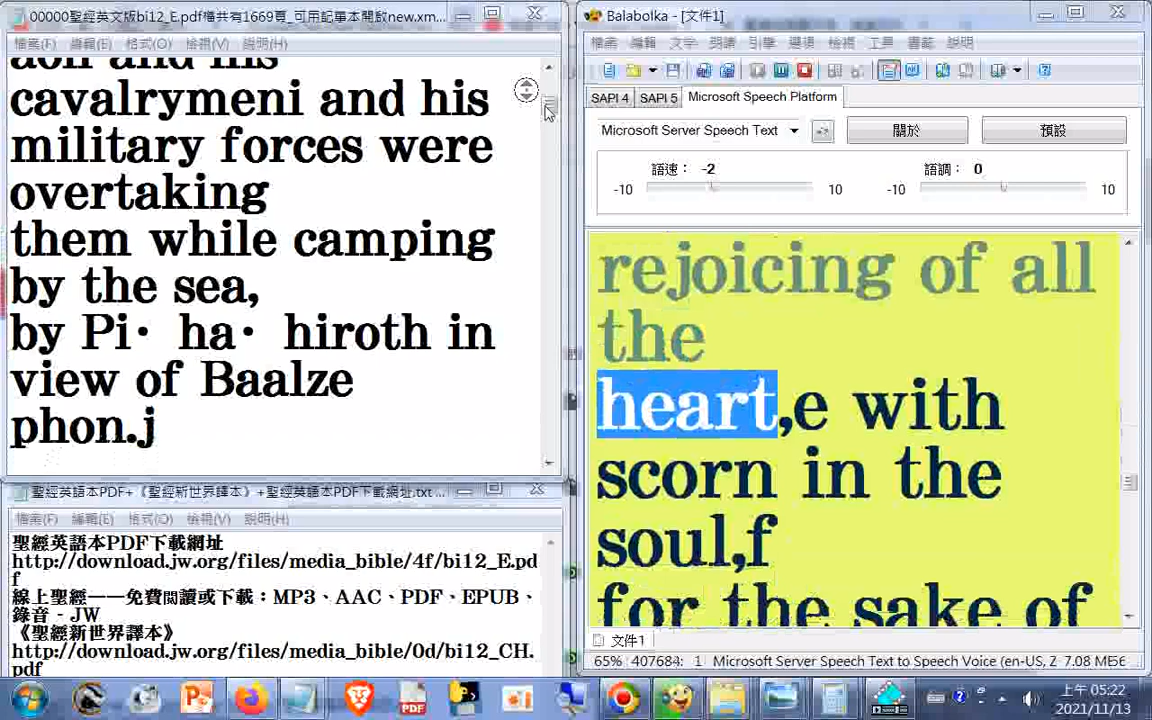 00000聖經英文版bi12_E.pdf檔共有1669頁_可用記事本開啟new.xm...
檔案(F) 編輯(E) 格式(O) 檢視(V) 說明(H)
aoh and his
cavalrymeni and his
military forces were
overtaking
them while camping
by the sea,
by Pi· ha· hiroth in
view of Baalze
phon.j
聖經英語本PDF+《聖經新世界譯本》+聖經英語本PDF下載網址.txt ...
檔案(F) 編輯(E) 格式(O) 檢視(V) 說明(H)
聖經英語本PDF下載網址
http://download.jw.org/files/media_bible/4f/bi12_E.pd
f
線上聖經——免費閱讀或下載：MP3、AAC、PDF、EPUB、
錄音 - JW
《聖經新世界譯本》
http://download.jw.org/files/media_bible/0d/bi12_CH.
pdf
Balabolka - [文件1]
檔案 編輯 文字 朗讀 引擎 選項 檢視 工具 書籤 說明
SAPI 4 SAPI 5 Microsoft Speech Platform
Microsoft Server Speech Text 關於 預設
語速： -2 語調： 0
-10 10 -10 10
rejoicing of all
the
heart,e with
scorn in the
soul,f
for the sake of
文件1
65% 407684: 1 Microsoft Server Speech Text to Speech Voice (en-US, Z 7.08 МБ
上午 05:22
2021/11/13